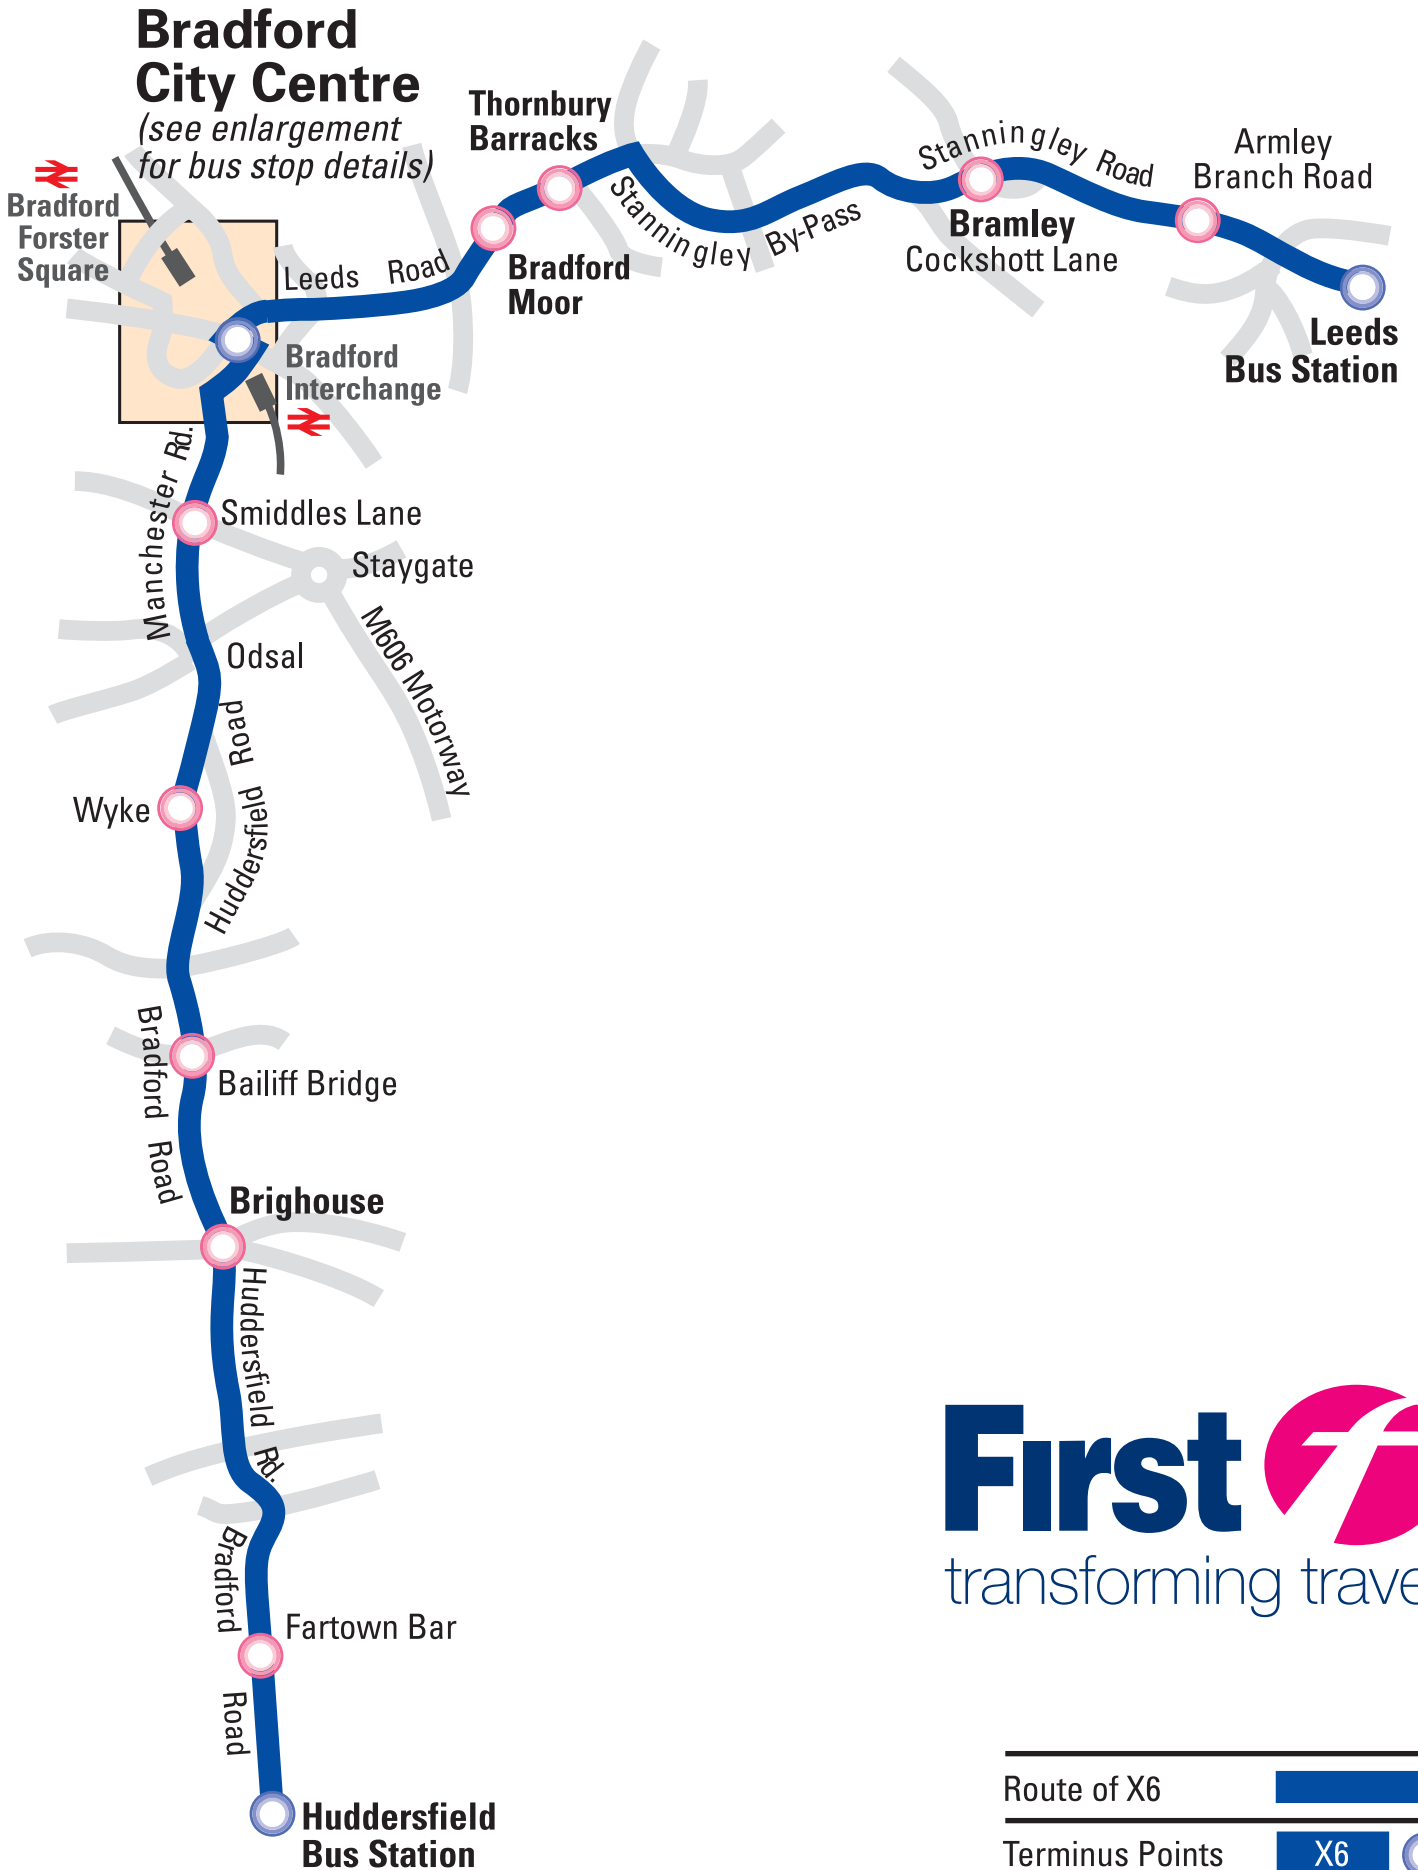 Bradford
City Centre
(see enlargement
for bus stop details)
Thornbury
Barracks
Stanningley Road
Armley
Branch Road
Bradford
Forster
Square
Leeds Road
Bradford
Moor
Stanningley By-Pass
Bramley
Cockshott Lane
Leeds
Bus Station
Bradford
Interchange
Manchester Rd.
Smiddles Lane
Staygate
M606 Motorway
Odsal
Huddersfield Road
Wyke
Bradford Road
Bailiff Bridge
Brighouse
Huddersfield Rd.
Bradford Road
Fartown Bar
Huddersfield
Bus Station
First f
transforming trave
Route of X6
Terminus Points X6